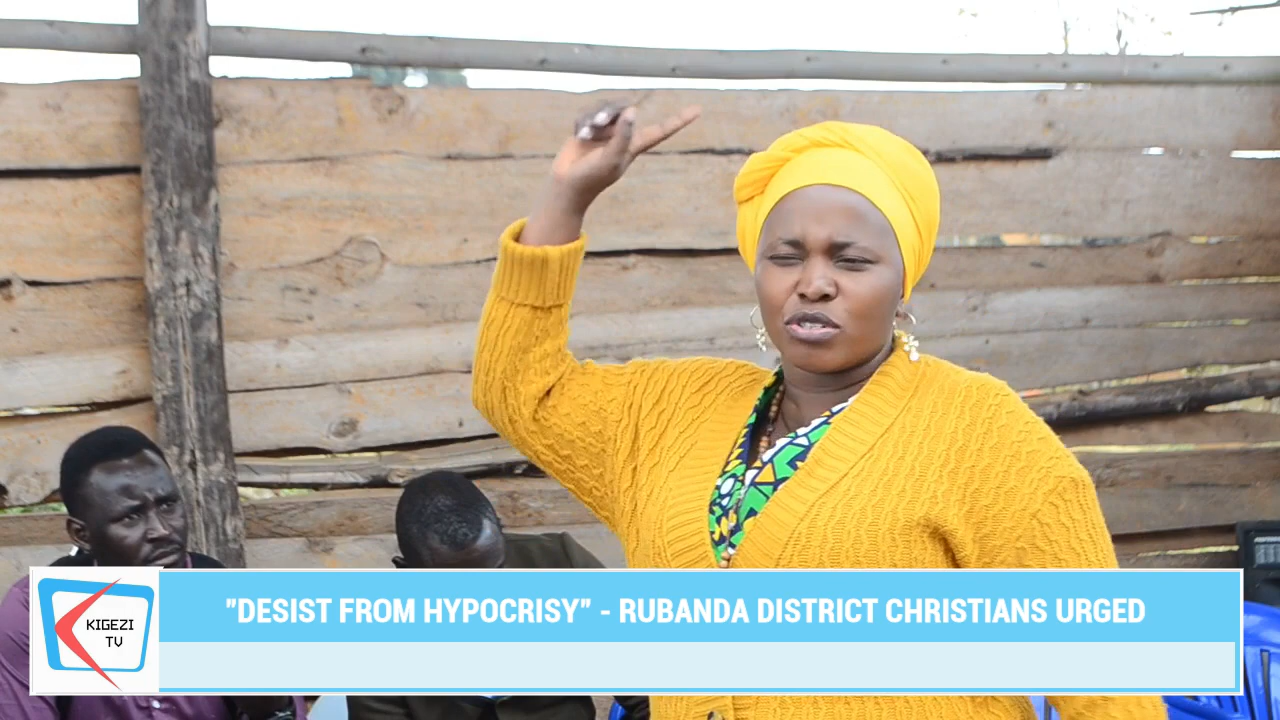 "DESIST FROM HYPOCRISY" - RUBANDA DISTRICT CHRISTIANS URGED
KIGEZI
TV